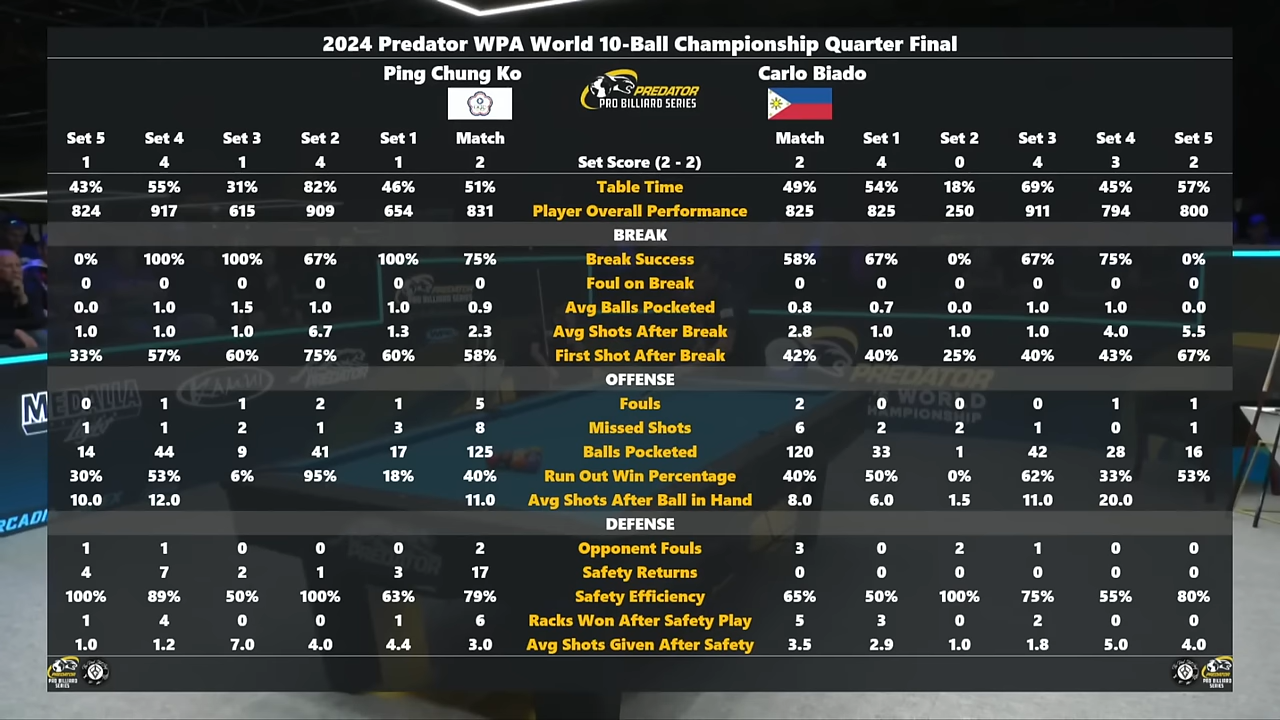 2024 Predator WPA World 10-Ball Championship Quarter Final
Ping Chung Ko Carlo Biado
PREDATOR
PRO BILLIARD SERIES
Set 5 Set 4 Set 3 Set 2 Set 1 Match Match Set 1 Set 2 Set 3 Set 4 Set 5
1 4 1 4 1 2 Set Score (2 - 2) 2 4 0 4 3 2
43% 55% 31% 82% 46% 51% Table Time 49% 54% 18% 69% 45% 57%
824 917 615 909 654 831 Player Overall Performance 825 825 250 911 794 800
BREAK
0% 100% 100% 67% 100% 75% Break Success 58% 67% 0% 67% 75% 0%
0 0 0 0 0 0 Foul on Break 0 0 0 0 0 0
0.0 1.0 1.5 1.0 1.0 0.9 Avg Balls Pocketed 0.8 0.7 0.0 1.0 1.0 0.0
1.0 1.0 1.0 6.7 1.3 2.3 Avg Shots After Break 2.8 1.0 1.0 1.0 4.0 5.5
33% 57% 60% 75% 60% 58% First Shot After Break 42% 40% 25% 40% 43% 67%
OFFENSE
0 1 1 2 1 5 Fouls 2 0 0 0 1 1
1 1 2 1 3 8 Missed Shots 6 2 2 1 0 1
14 44 9 41 17 125 Balls Pocketed 120 33 1 42 28 16
30% 53% 6% 95% 18% 40% Run Out Win Percentage 40% 50% 0% 62% 33% 53%
10.0 12.0 11.0 Avg Shots After Ball in Hand 8.0 6.0 1.5 11.0 20.0
DEFENSE
1 1 0 0 0 2 Opponent Fouls 3 0 2 1 0 0
4 7 2 1 3 17 Safety Returns 0 0 0 0 0 0
100% 89% 50% 100% 63% 79% Safety Efficiency 65% 50% 100% 75% 55% 80%
1 4 0 0 1 6 Racks Won After Safety Play 5 3 0 2 0 0
1.0 1.2 7.0 4.0 4.4 3.0 Avg Shots Given After Safety 3.5 2.9 1.0 1.8 5.0 4.0
PREDATOR
PRO BILLIARD
SERIES
PREDATOR
PRO BILLIARD
SERIES
MEDALLIA
KAMUI
PREDATOR
WORLD
CHAMPIONSHIP